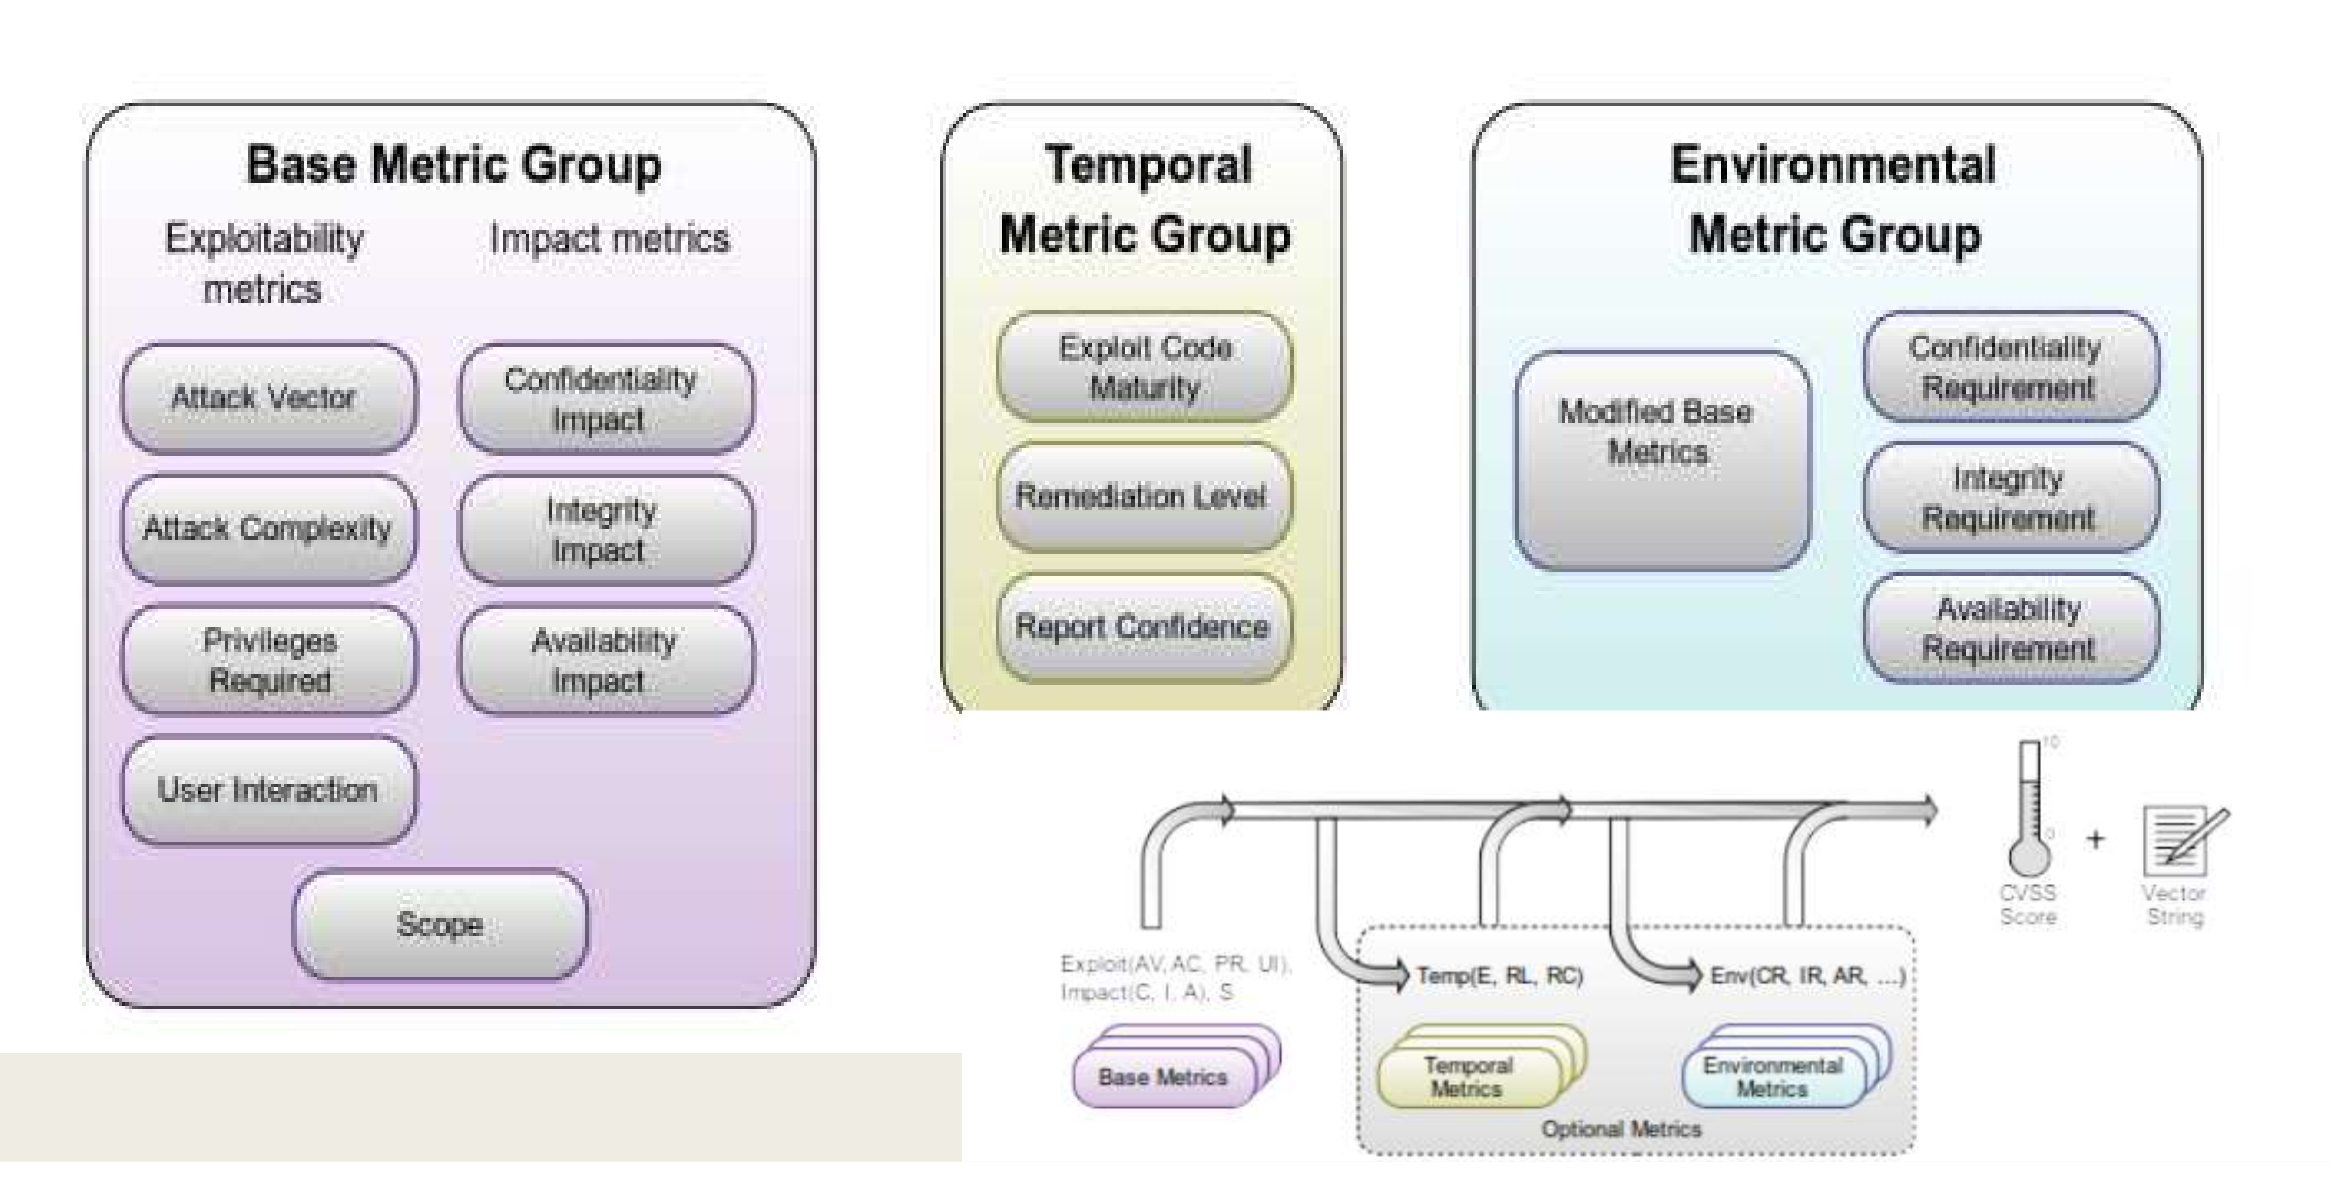 Base Metric Group
Exploitability
metrics
Impact metrics
Attack Vector
Attack Complexity
Privileges
Required
User Interaction
Confidentiality
Impact
Integrity
Impact
Availability
Impact
Scope
Temporal
Metric Group
Exploit Code
Maturity
Remediation Level
Report Confidence
Environmental
Metric Group
Modified Base
Metrics
Confidentiality
Requirement
Integrity
Requirement
Availability
Requirement
Exploit(AV, AC, PR, UI),
Impact(C, I, A), S
Base Metrics
Temp(E, RL, RC)
Temporal
Metrics
Env(CR, IR, AR, ...)
Environmental
Metrics
Optional Metrics
10
0
CVSS
Score
+
Vector
String